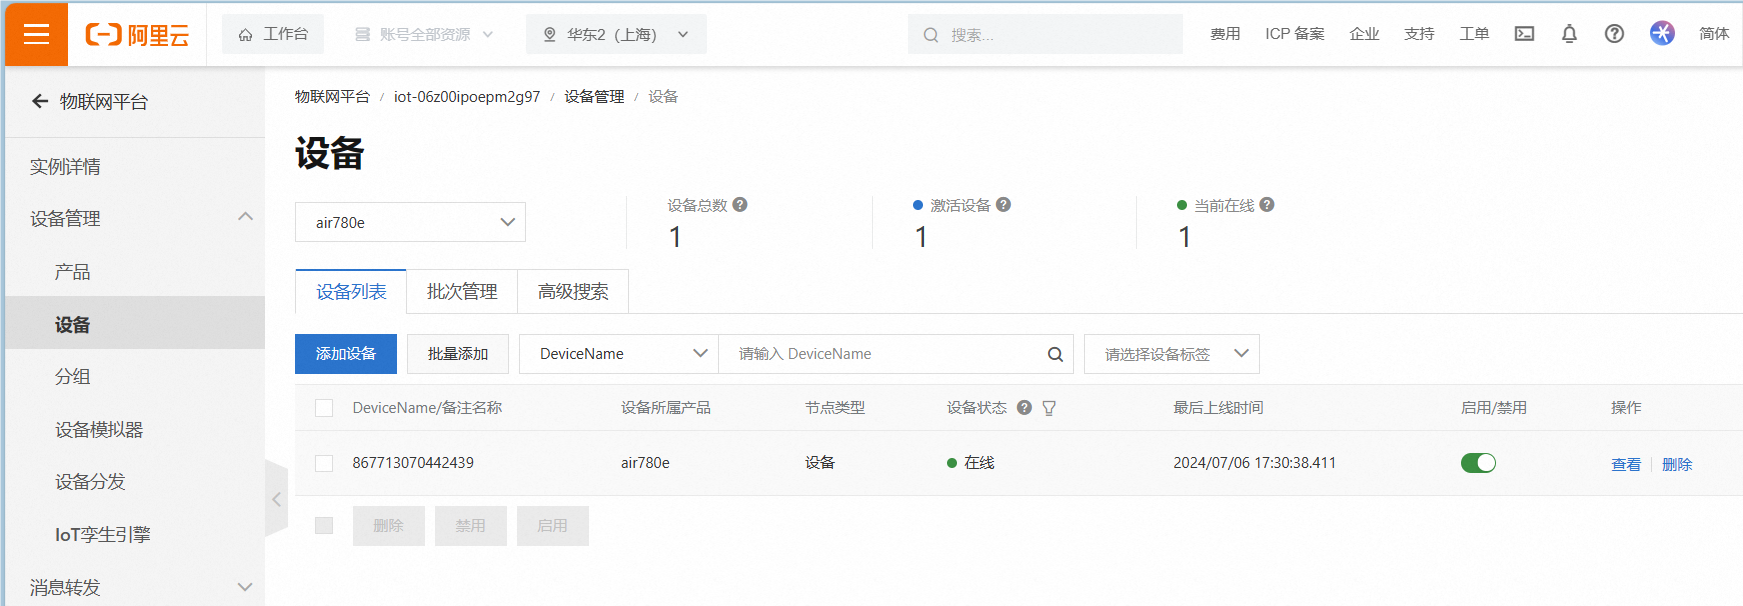 阿里云 工作台 账号全部资源 华东2（上海） 搜索... 费用 ICP 备案 企业 支持 工单 简体
物联网平台
实例详情
设备管理
产品
设备
分组
设备模拟器
设备分发
IoT孪生引擎
消息转发
物联网平台 / iot-06z00ipoepm2g97 / 设备管理 / 设备
设备
air780e
设备总数
1
激活设备
1
当前在线
1
设备列表 批次管理 高级搜索
添加设备 批量添加 DeviceName 请输入 DeviceName 请选择设备标签
DeviceName/备注名称 设备所属产品 节点类型 设备状态 最后上线时间 启用/禁用 操作
867713070442439 air780e 设备 在线 2024/07/06 17:30:38.411 查看 删除
删除 禁用 启用